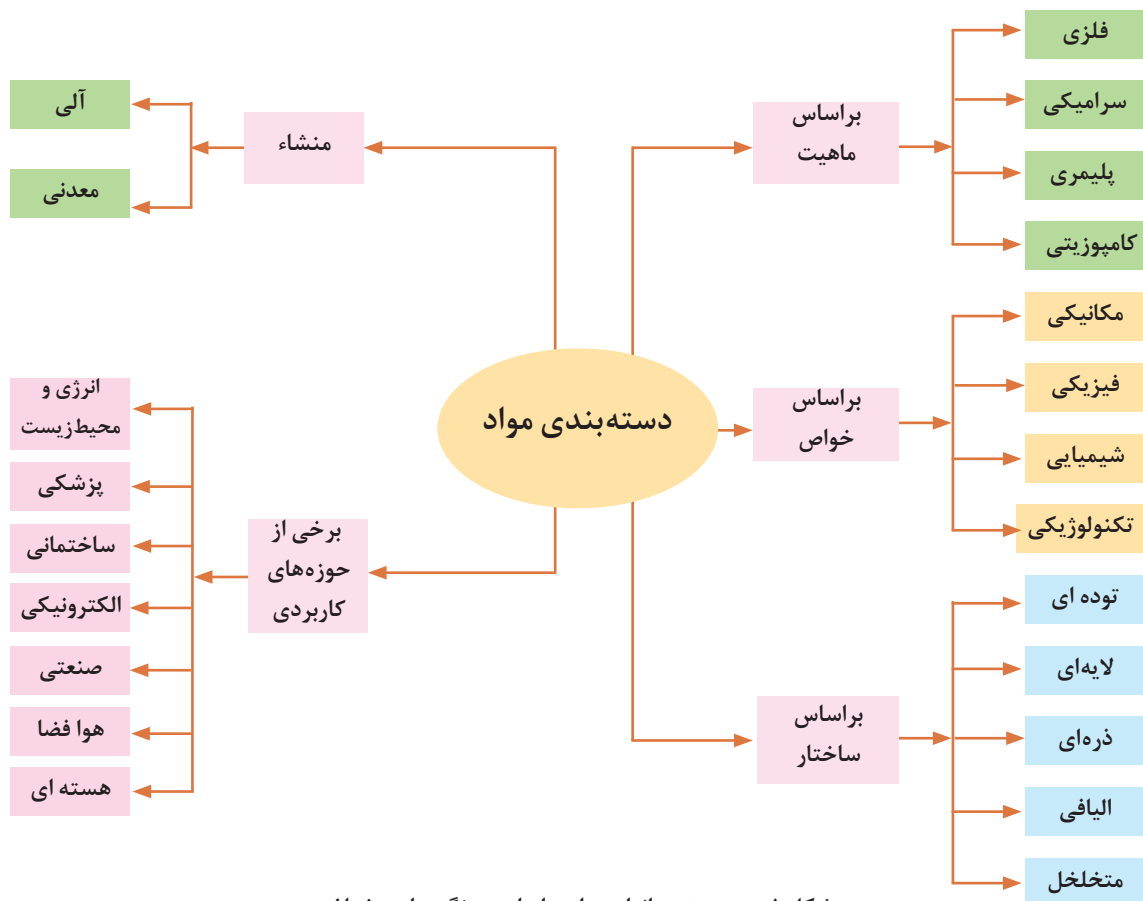 دسته‌بندی مواد
براساس
ماهیت
فلزی
سرامیکی
پلیمری
کامپوزیتی
براساس
خواص
مکانیکی
فیزیکی
شیمیایی
تکنولوژیکی
براساس
ساختار
توده ای
لایه‌ای
ذره‌ای
الیافی
متخلخل
منشاء
آلی
معدنی
برخی از
حوزه‌های
کاربردی
انرژی و
محیط‌زیست
پزشکی
ساختمانی
الکترونیکی
صنعتی
هوا فضا
هسته ای